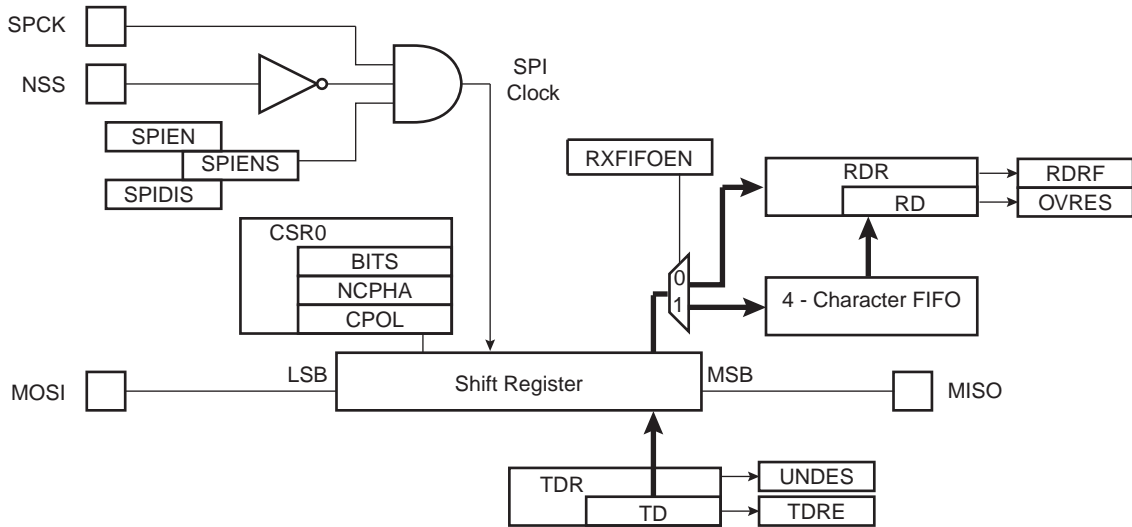 SPCK
NSS
SPI
Clock
SPIEN
SPIENS
SPIDIS
RXFIFOEN
RDR
RD
RDRF
OVRES
CSR0
BITS
NCPHA
CPOL
0
1
4 - Character FIFO
MOSI
LSB
Shift Register
MSB
MISO
TDR
TD
UNDES
TDRE